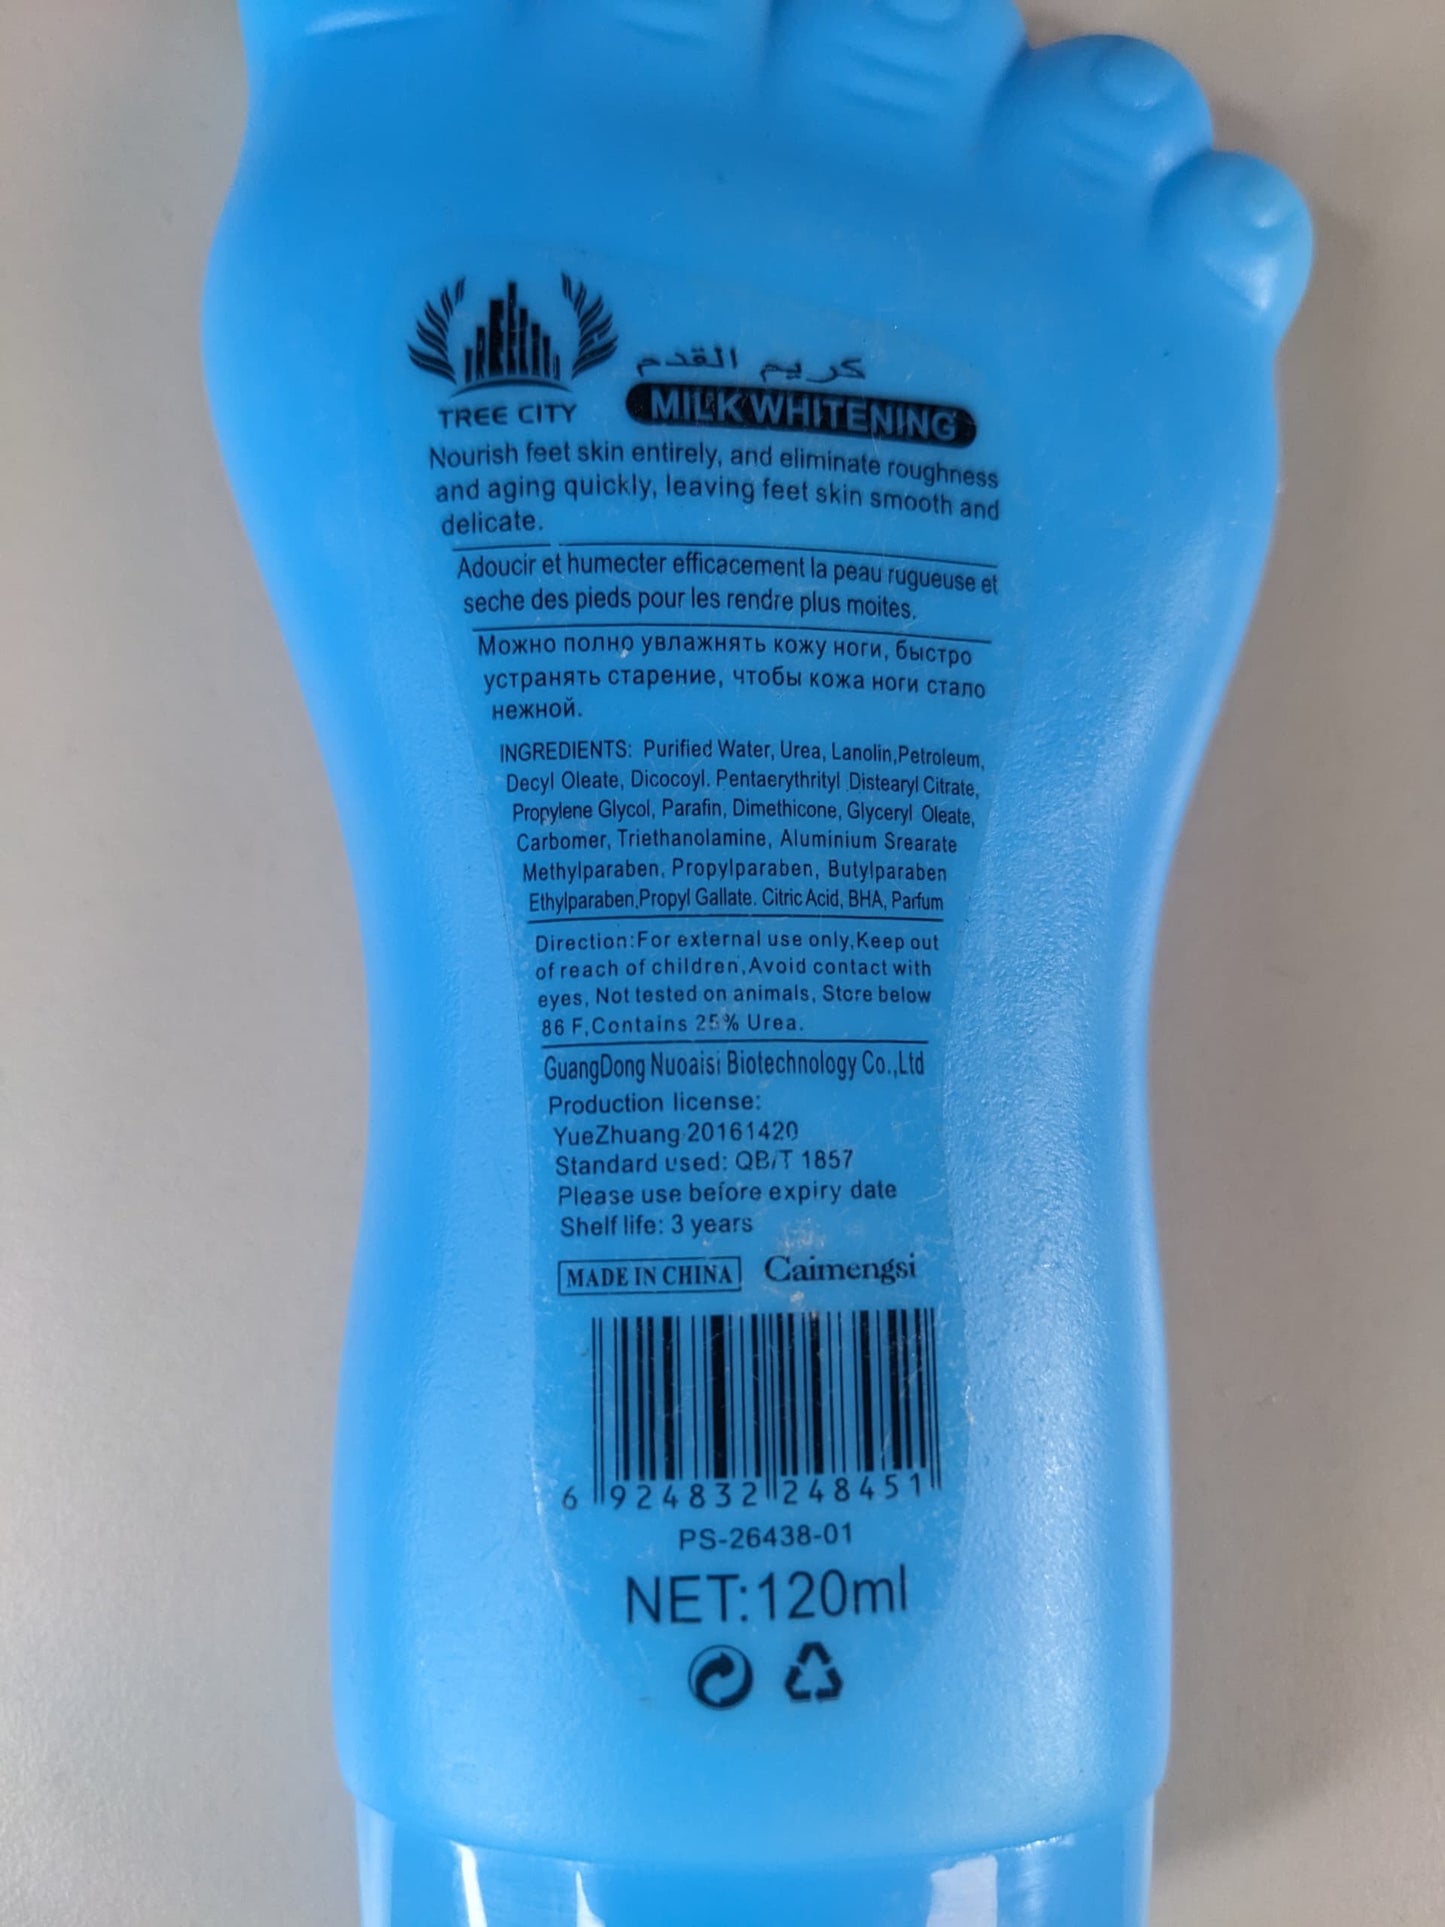 TREE CITY
كريم القدم
MILK WHITENING
Nourish feet skin entirely, and eliminate roughness
and aging quickly, leaving feet skin smooth and
delicate.
Adoucir et humecter efficacement la peau rugueuse et
seche des pieds pour les rendre plus moites.
Можно полно увлажнять кожу ноги, быстро
устранять старение, чтобы кожа ноги стало
нежной.
INGREDIENTS: Purified Water, Urea, Lanolin,Petroleum,
Decyl Oleate, Dicocoyl. Pentaerythrityl Distearyl Citrate,
Propylene Glycol, Parafin, Dimethicone, Glyceryl Oleate,
Carbomer, Triethanolamine, Aluminium Srearate
Methylparaben, Propylparaben, Butylparaben
Ethylparaben,Propyl Gallate. Citric Acid, BHA, Parfum
Direction:For external use only,Keep out
of reach of children,Avoid contact with
eyes, Not tested on animals, Store below
86 F,Contains 25% Urea.
GuangDong Nuoaisi Biotechnology Co.,Ltd
Production license:
YueZhuang 20161420
Standard used: QB/T 1857
Please use before expiry date
Shelf life: 3 years
MADE IN CHINA Caimengsi
6 924832 248451
PS-26438-01
NET:120ml